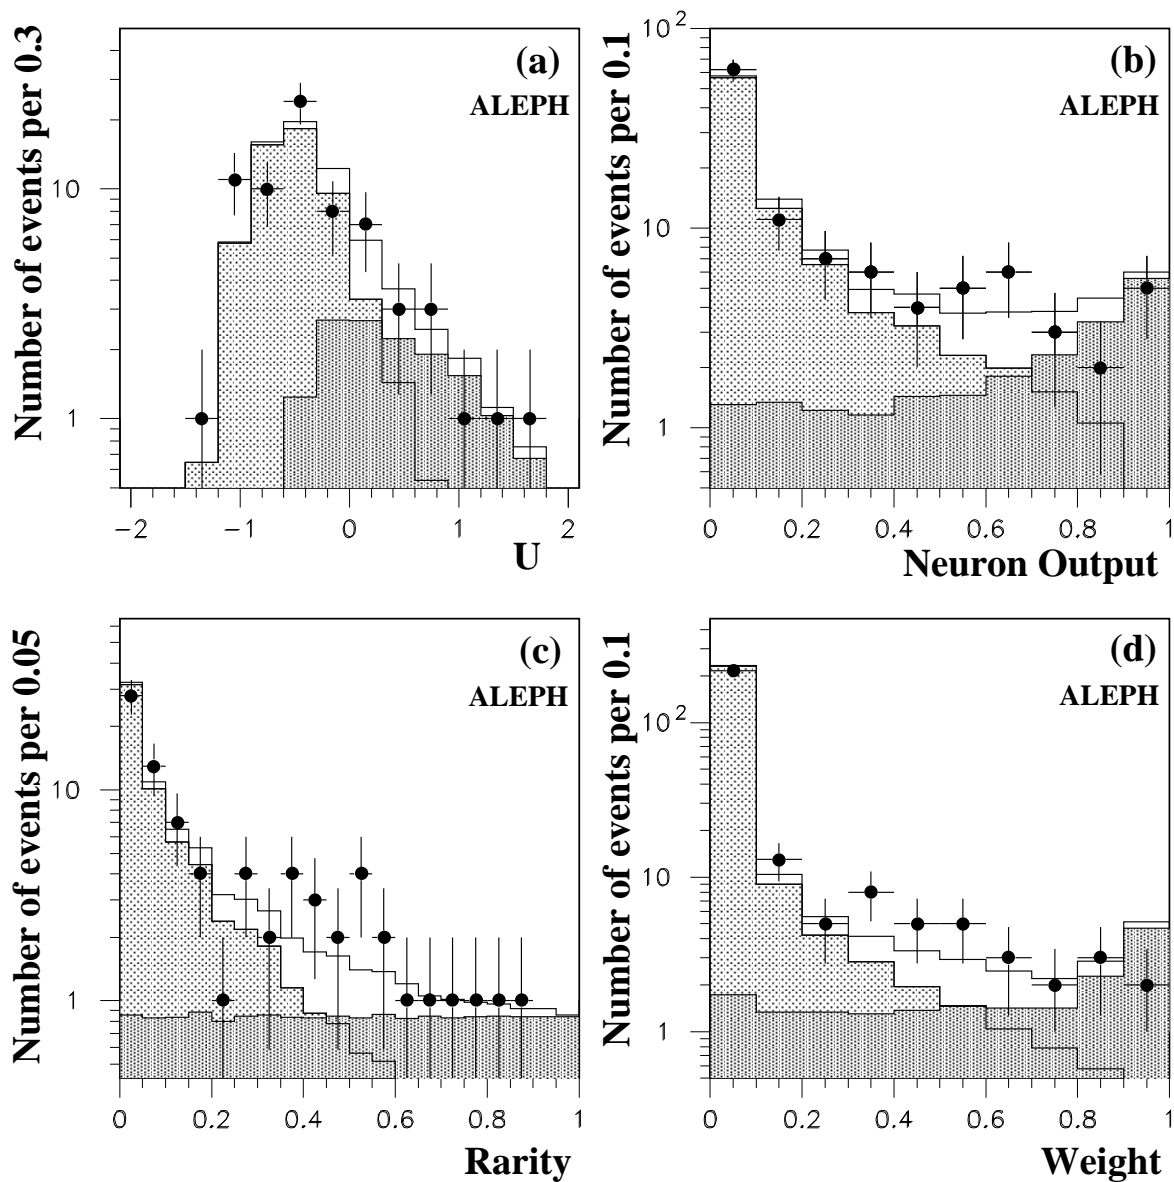 Number of events per 0.3
(a)
ALEPH
10
1
−2
−1
0
1
2
U
Number of events per 0.1
(b)
ALEPH
10 2
10
1
0
0.2
0.4
0.6
0.8
1
Neuron Output
Number of events per 0.05
(c)
ALEPH
10
1
0
0.2
0.4
0.6
0.8
1
Rarity
Number of events per 0.1
(d)
ALEPH
10 2
10
1
0
0.2
0.4
0.6
0.8
1
Weight